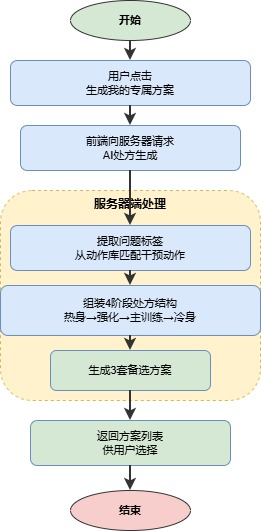 开始
用户点击
生成我的专属方案
前端向服务器请求
AI处方生成
服务器端处理
提取问题标签
从动作库匹配干预动作
组装4阶段处方结构
热身→强化→主训练→冷身
生成3套备选方案
返回方案列表
供用户选择
结束